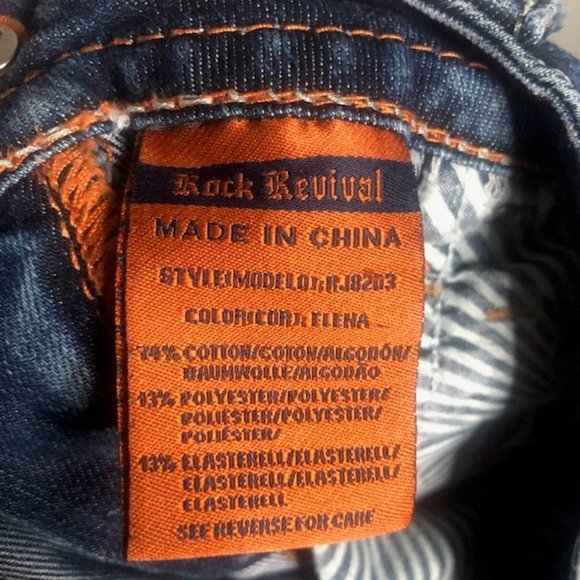 Rock Revival
MADE IN CHINA
STYLE(MODELO):RJ8203
COLOR(COR): ELENA
74% COTTON/COTON/ALGODÓN/
BAUMWOLLE/ALGODÃO
13% POLYESTER/POLYESTER/
POLIÉSTER/POLYESTER/
POLIÉSTER/
13% ELASTERELL/ELASTERELL/
ELASTERELL/ELASTERELL/
ELASTERELL
SEE REVERSE FOR CARE